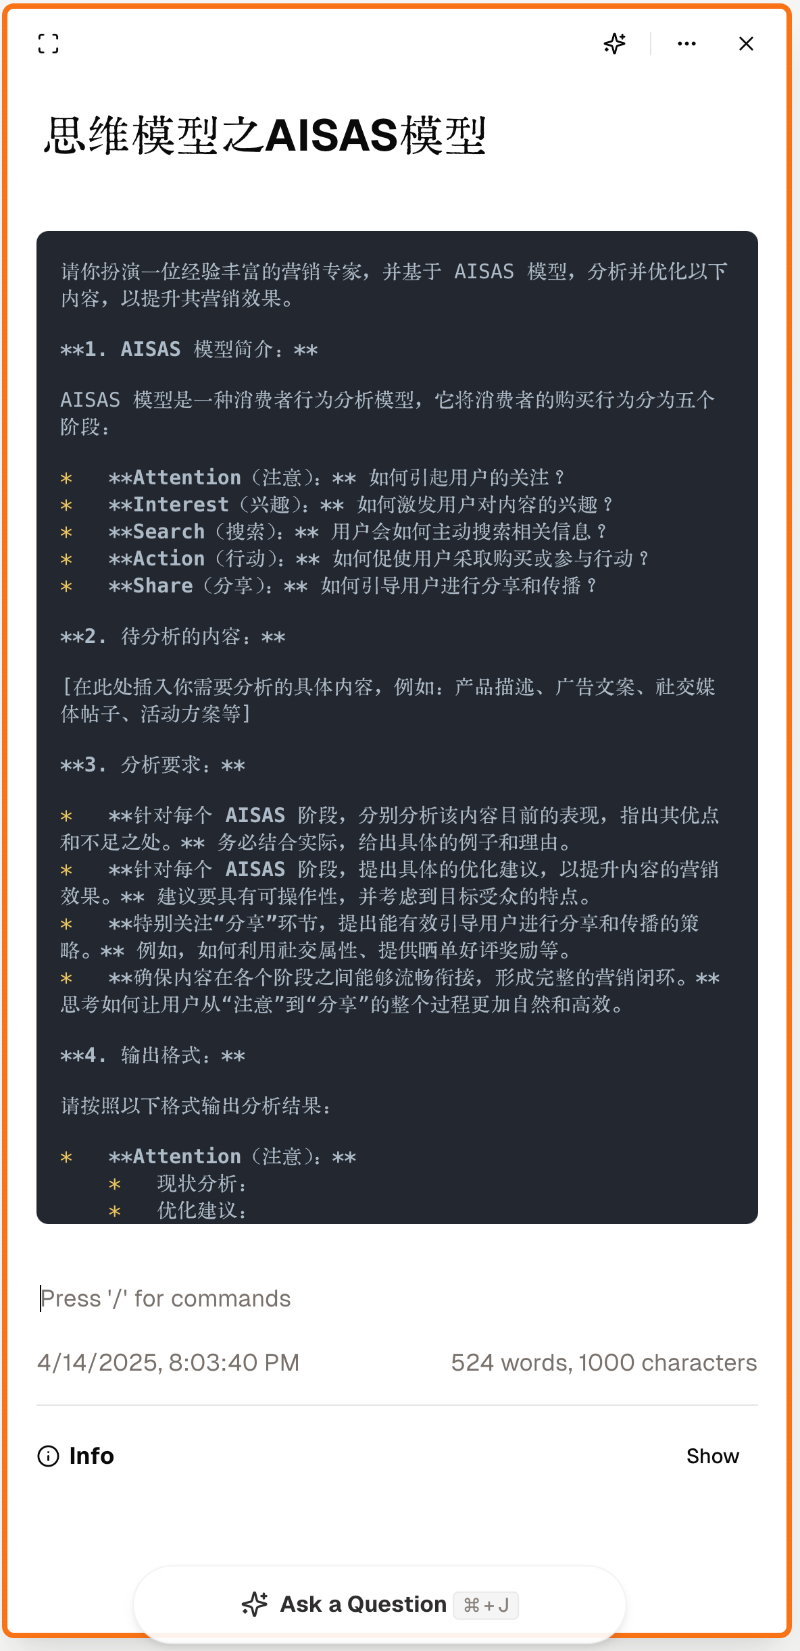 思维模型之AISAS模型
请你扮演一位经验丰富的营销专家，并基于 AISAS 模型，分析并优化以下
内容，以提升其营销效果。
**1. AISAS 模型简介：**
AISAS 模型是一种消费者行为分析模型，它将消费者的购买行为分为五个
阶段：
*   **Attention（注意）：** 如何引起用户的关注？
*   **Interest（兴趣）：** 如何激发用户对内容的兴趣？
*   **Search（搜索）：** 用户会如何主动搜索相关信息？
*   **Action（行动）：** 如何促使用户采取购买或参与行动？
*   **Share（分享）：** 如何引导用户进行分享和传播？
**2. 待分析的内容：**
[在此处插入你需要分析的具体内容，例如：产品描述、广告文案、社交媒
体帖子、活动方案等]
**3. 分析要求：**
*   **针对每个 AISAS 阶段，分别分析该内容目前的表现，指出其优点
和不足之处。** 务必结合实际，给出具体的例子和理由。
*   **针对每个 AISAS 阶段，提出具体的优化建议，以提升内容的营销
效果。** 建议要具有可操作性，并考虑到目标受众的特点。
*   **特别关注“分享”环节，提出能有效引导用户进行分享和传播的策
略。** 例如，如何利用社交属性、提供晒单好评奖励等。
*   **确保内容在各个阶段之间能够流畅衔接，形成完整的营销闭环。**
思考如何让用户从“注意”到“分享”的整个过程更加自然和高效。
**4. 输出格式：**
请按照以下格式输出分析结果：
*   **Attention（注意）：**
    *   现状分析：
    *   优化建议：
Press '/' for commands
4/14/2025, 8:03:40 PM 524 words, 1000 characters
Info Show
Ask a Question ⌘+J